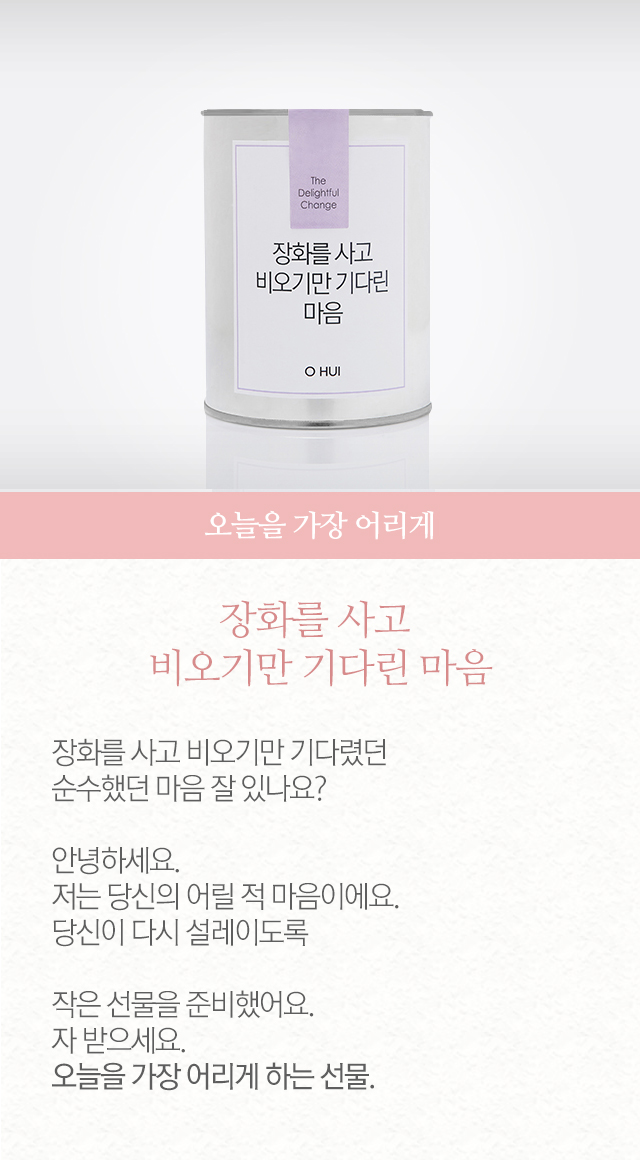 The
Delightful
Change
장화를 사고
비오기만 기다린
마음
O HUI
오늘을 가장 어리게
장화를 사고
비오기만 기다린 마음
장화를 사고 비오기만 기다렸던
순수했던 마음 잘 있나요?
안녕하세요.
저는 당신의 어릴 적 마음이에요.
당신이 다시 설레이도록
작은 선물을 준비했어요.
자 받으세요.
오늘을 가장 어리게 하는 선물.